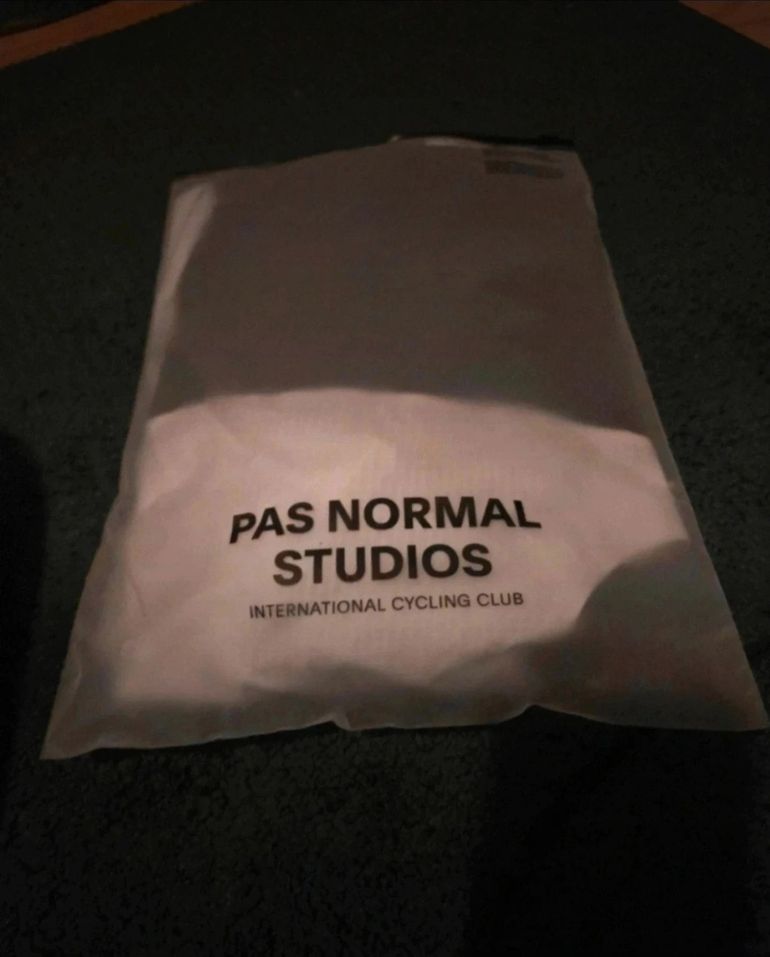 PAS NORMAL
STUDIOS
INTERNATIONAL CYCLING CLUB